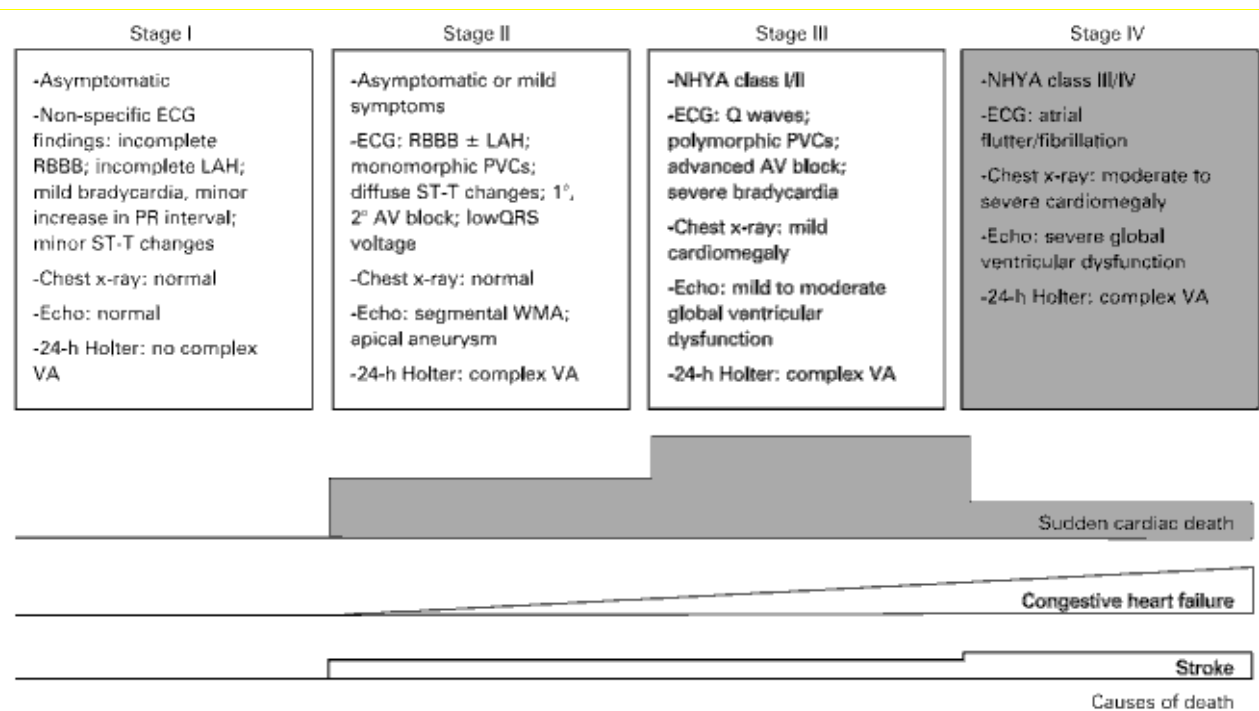 Stage I
-Asymptomatic
-Non-specific ECG
findings: incomplete
RBBB; incomplete LAH;
mild bradycardia, minor
increase in PR interval;
minor ST-T changes
-Chest x-ray: normal
-Echo: normal
-24-h Holter: no complex
VA
Stage II
-Asymptomatic or mild
symptoms
-ECG: RBBB ± LAH;
monomorphic PVCs;
diffuse ST-T changes; 1°,
2° AV block; lowQRS
voltage
-Chest x-ray: normal
-Echo: segmental WMA;
apical aneurysm
-24-h Holter: complex VA
Stage III
-NHYA class I/II
-ECG: Q waves;
polymorphic PVCs;
advanced AV block;
severe bradycardia
-Chest x-ray: mild
cardiomegaly
-Echo: mild to moderate
global ventricular
dysfunction
-24-h Holter: complex VA
Stage IV
-NHYA class III/IV
-ECG: atrial
flutter/fibrillation
-Chest x-ray: moderate to
severe cardiomegaly
-Echo: severe global
ventricular dysfunction
-24-h Holter: complex VA
Sudden cardiac death
Congestive heart failure
Stroke
Causes of death